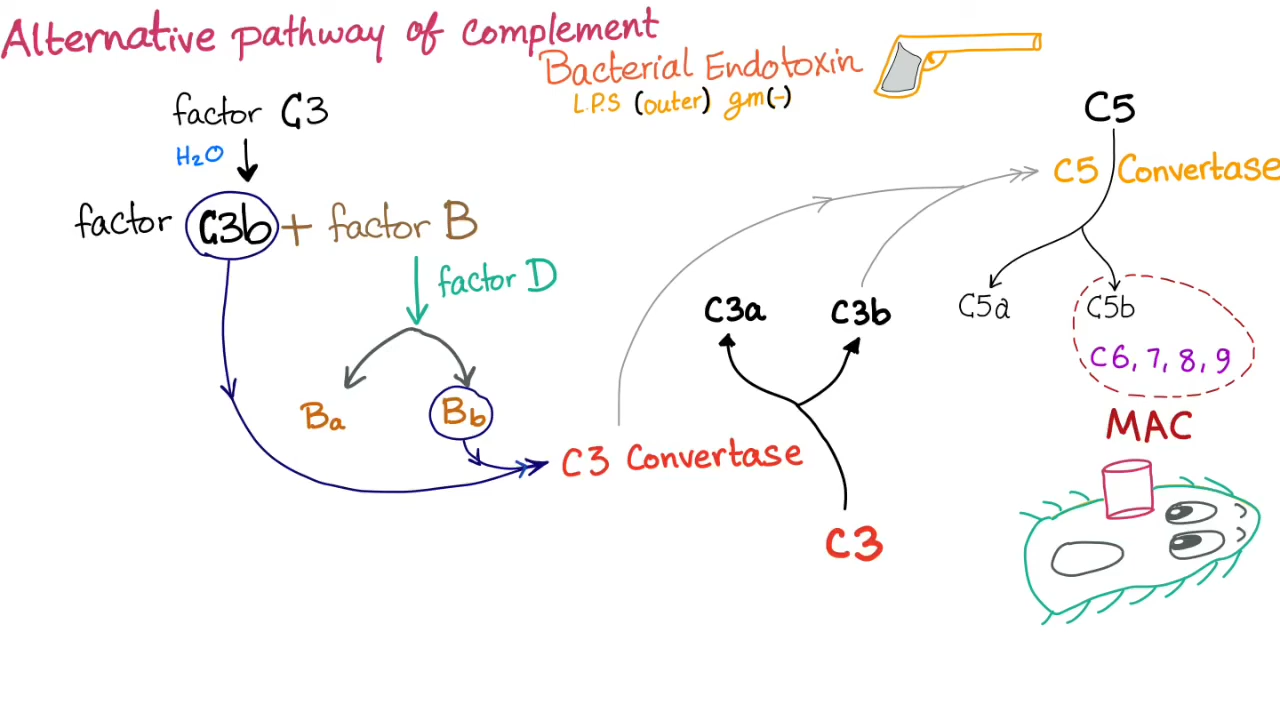 Alternative pathway of complement
Bacterial Endotoxin
L.P.S (outer) gm(-)
factor C3
H₂O
factor C3b + factor B
factor D
Ba
Bb
C3 Convertase
C3a
C3b
C3
C5
C5 Convertase
C5a
C5b
C6, 7, 8, 9
MAC